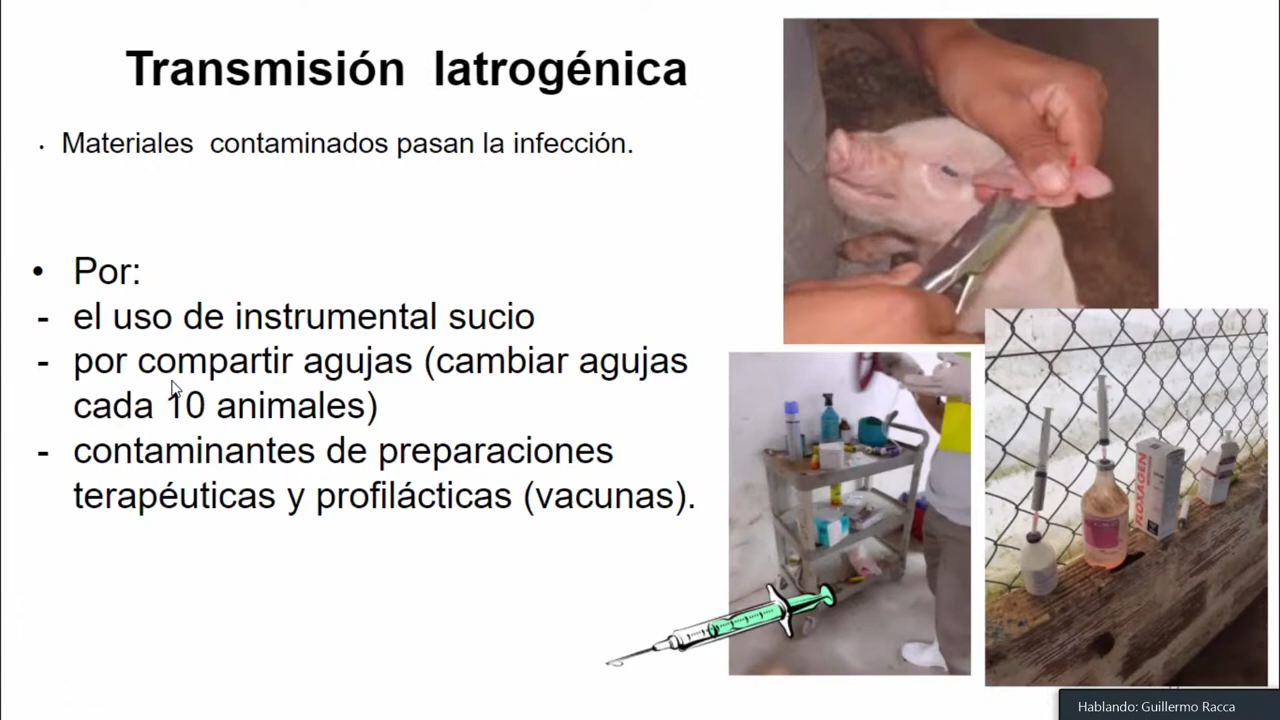 Transmisión Iatrogénica
· Materiales contaminados pasan la infección.
• Por:
- el uso de instrumental sucio
- por compartir agujas (cambiar agujas
cada 10 animales)
- contaminantes de preparaciones
terapéuticas y profilácticas (vacunas).
FLOXAGEN
Hablando: Guillermo Racca